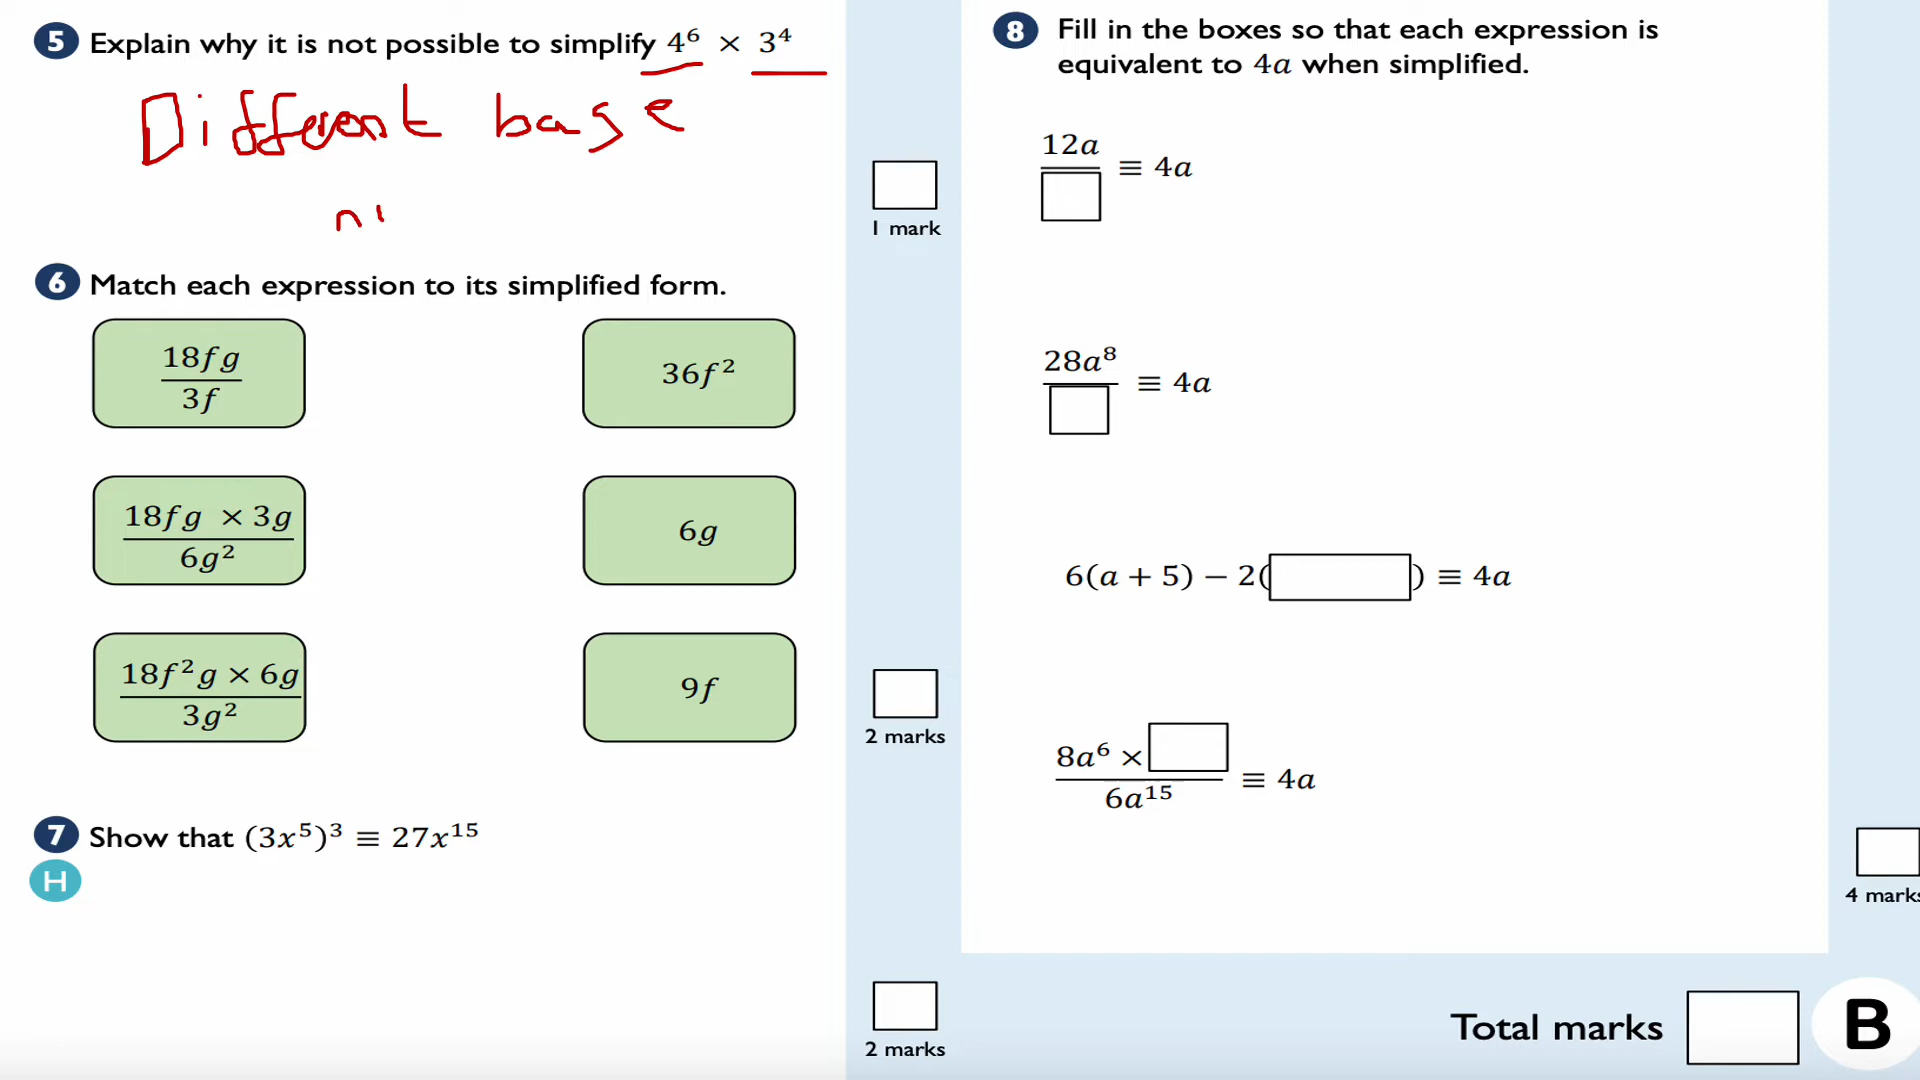 5 Explain why it is not possible to simplify 4⁶ × 3⁴
Different base
1 mark
6 Match each expression to its simplified form.
18fg
3f
36f²
18fg × 3g
6g²
6g
18f²g × 6g
3g²
9f
2 marks
7 Show that (3x⁵)³ ≡ 27x¹⁵
H
2 marks
8 Fill in the boxes so that each expression is
equivalent to 4a when simplified.
12a
≡ 4a
28a⁸
≡ 4a
6(a + 5) − 2( ) ≡ 4a
8a⁶ ×
6a¹⁵
≡ 4a
4 marks
Total marks
B